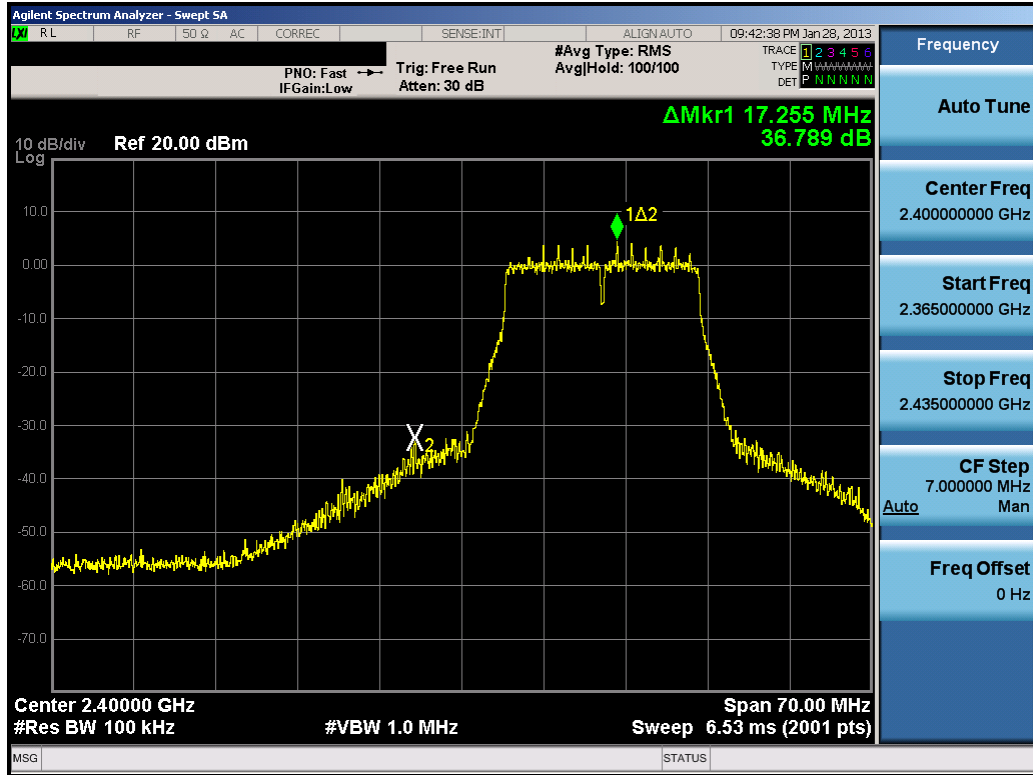 Agilent Spectrum Analyzer - Swept SA
LXI RL RF 50 Ω AC CORREC SENSE:INT ALIGN AUTO 09:42:38 PM Jan 28, 2013
PNO: Fast
IFGain:Low
Trig: Free Run
Atten: 30 dB
#Avg Type: RMS
Avg|Hold: 100/100
TRACE 1 2 3 4 5 6
TYPE M
DET P N N N N N
ΔMkr1 17.255 MHz
36.789 dB
10 dB/div Ref 20.00 dBm
Log
10.0
0.00
-10.0
-20.0
-30.0
-40.0
-50.0
-60.0
-70.0
1Δ2
X2
Center 2.40000 GHz Span 70.00 MHz
#Res BW 100 kHz #VBW 1.0 MHz Sweep 6.53 ms (2001 pts)
MSG STATUS
Frequency
Auto Tune
Center Freq
2.400000000 GHz
Start Freq
2.365000000 GHz
Stop Freq
2.435000000 GHz
CF Step
7.000000 MHz
Auto Man
Freq Offset
0 Hz